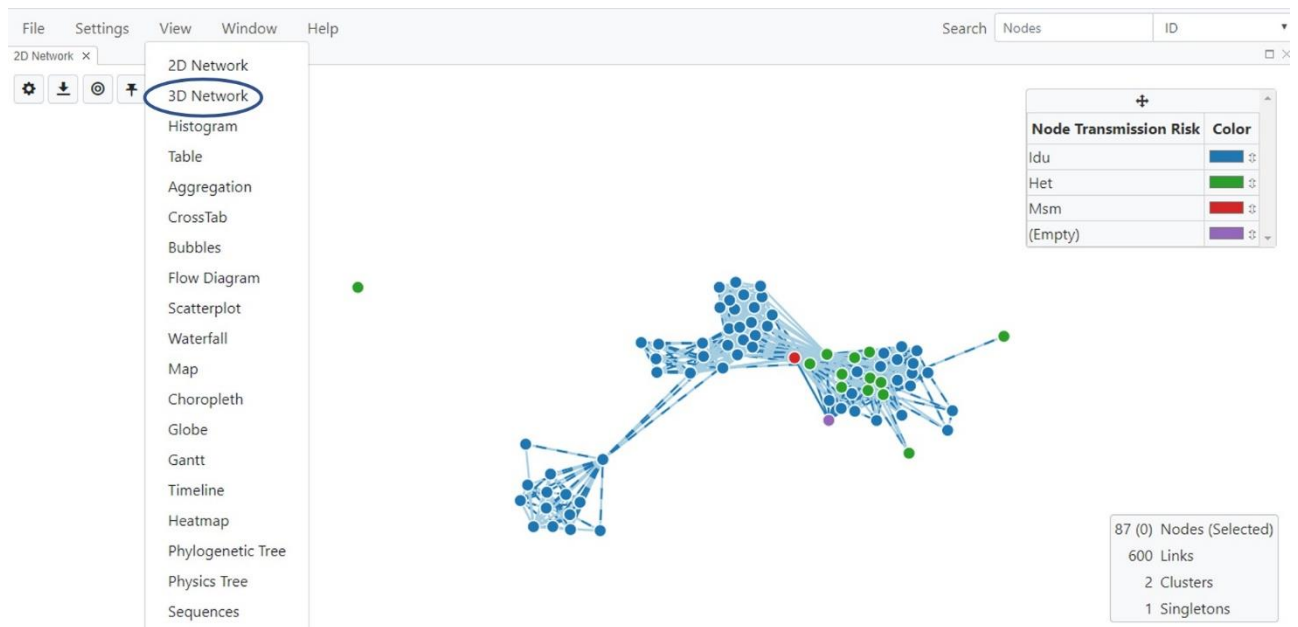 File Settings View Window Help Search Nodes ID
2D Network
2D Network
3D Network
Histogram
Table
Aggregation
CrossTab
Bubbles
Flow Diagram
Scatterplot
Waterfall
Map
Choropleth
Globe
Gantt
Timeline
Heatmap
Phylogenetic Tree
Physics Tree
Sequences
Node Transmission Risk Color
Idu
Het
Msm
(Empty)
87 (0) Nodes (Selected)
600 Links
2 Clusters
1 Singletons